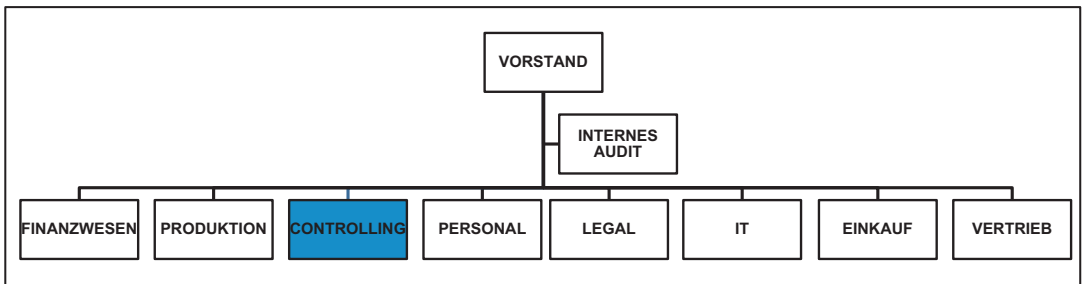 VORSTAND
INTERNES
AUDIT
FINANZWESEN
PRODUKTION
CONTROLLING
PERSONAL
LEGAL
IT
EINKAUF
VERTRIEB